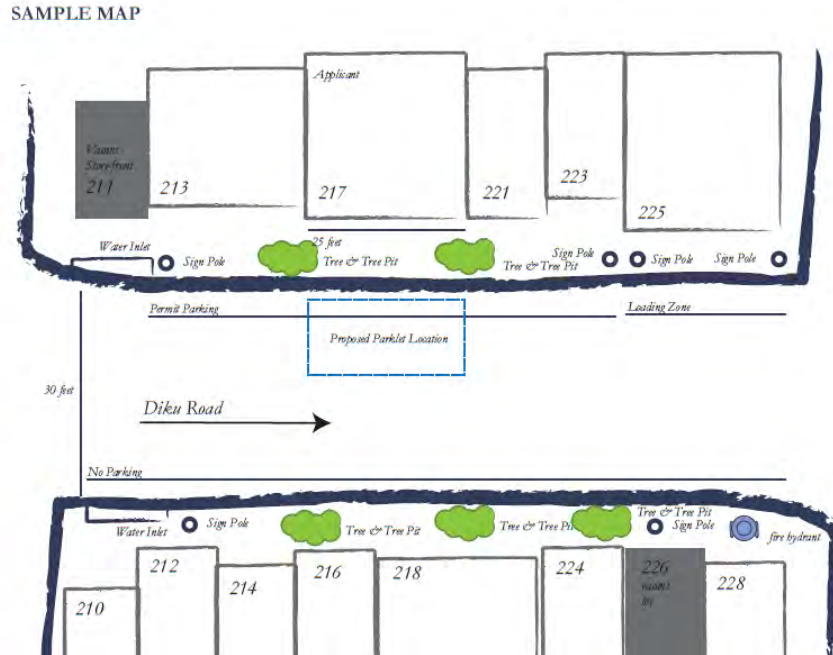 SAMPLE MAP
Applicant
Vacant
Storefront
211
213
217
221
223
225
25 feet
Water Inlet
Sign Pole
Tree & Tree Pit
Tree & Tree Pit
Sign Pole
Sign Pole
Sign Pole
Permit Parking
Loading Zone
Proposed Parklet Location
30 feet
Diku Road
No Parking
Water Inlet
Sign Pole
Tree & Tree Pit
Tree & Tree Pit
Tree & Tree Pit
Sign Pole
fire hydrant
210
212
214
216
218
224
226
vacant
lot
228